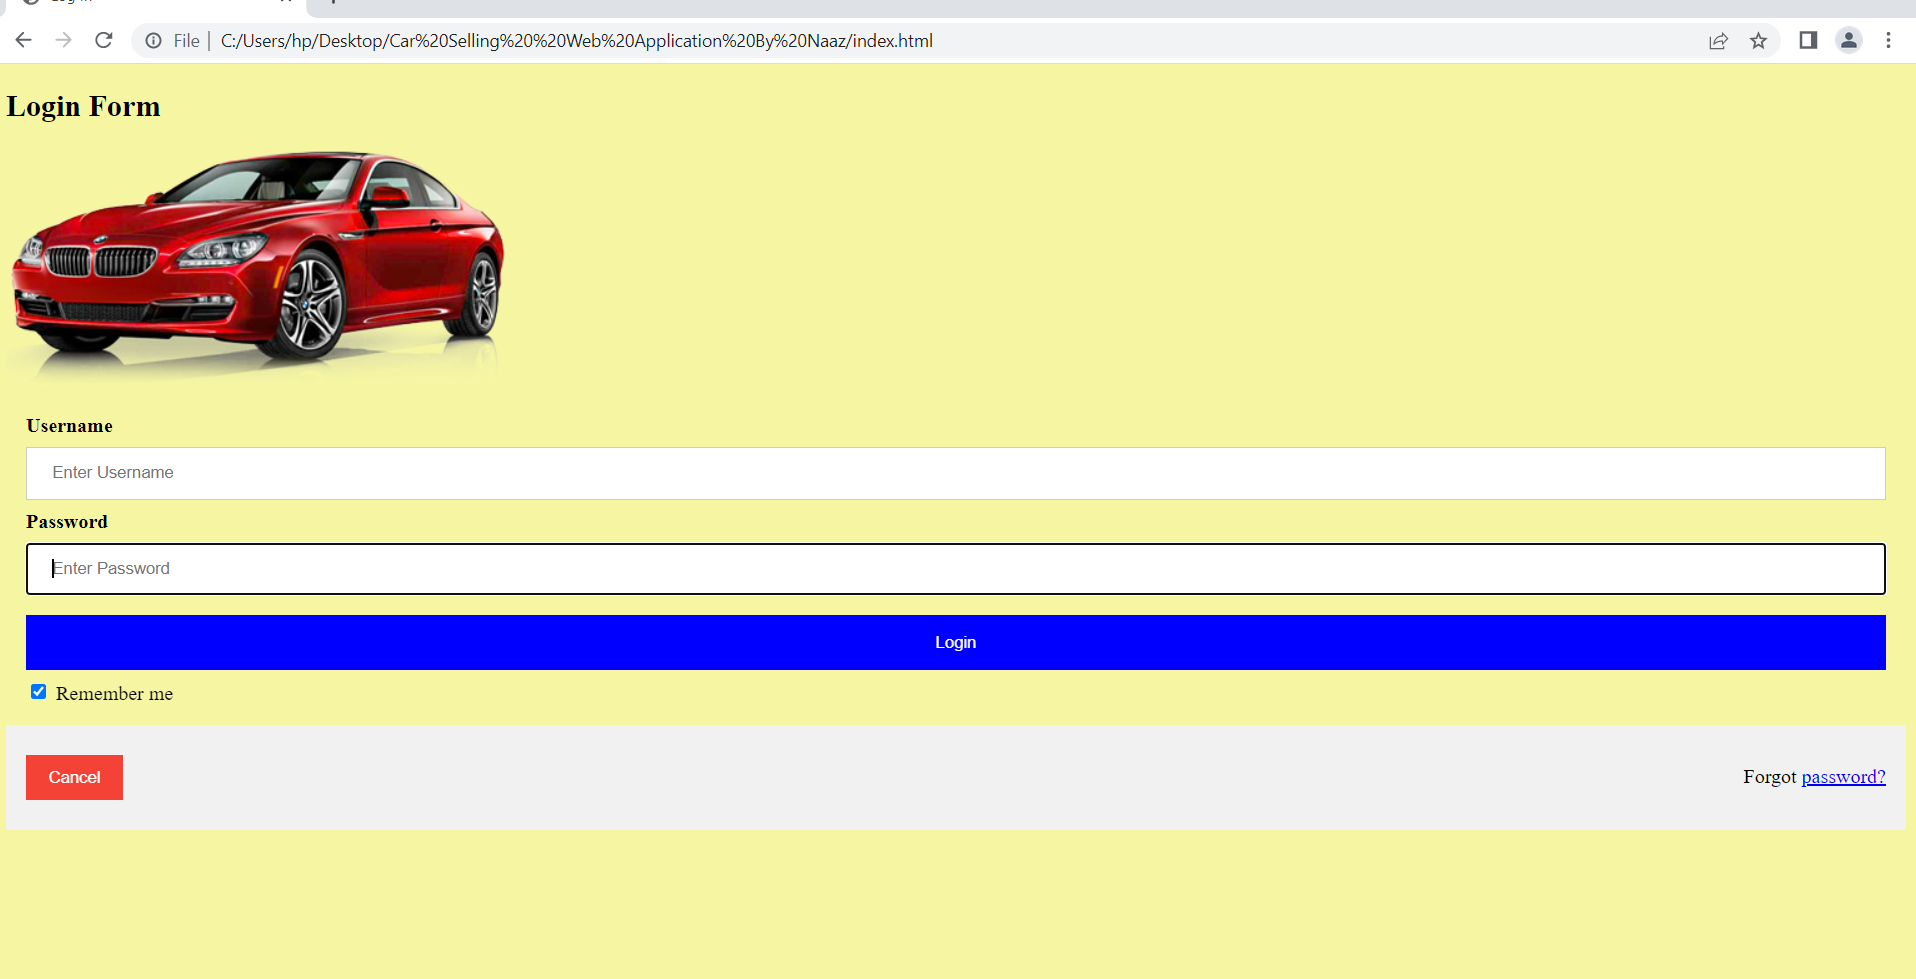 File | C:/Users/hp/Desktop/Car%20Selling%20%20Web%20Application%20By%20Naaz/index.html
Login Form
Username
Enter Username
Password
Enter Password
Login
Remember me
Cancel
Forgot password?